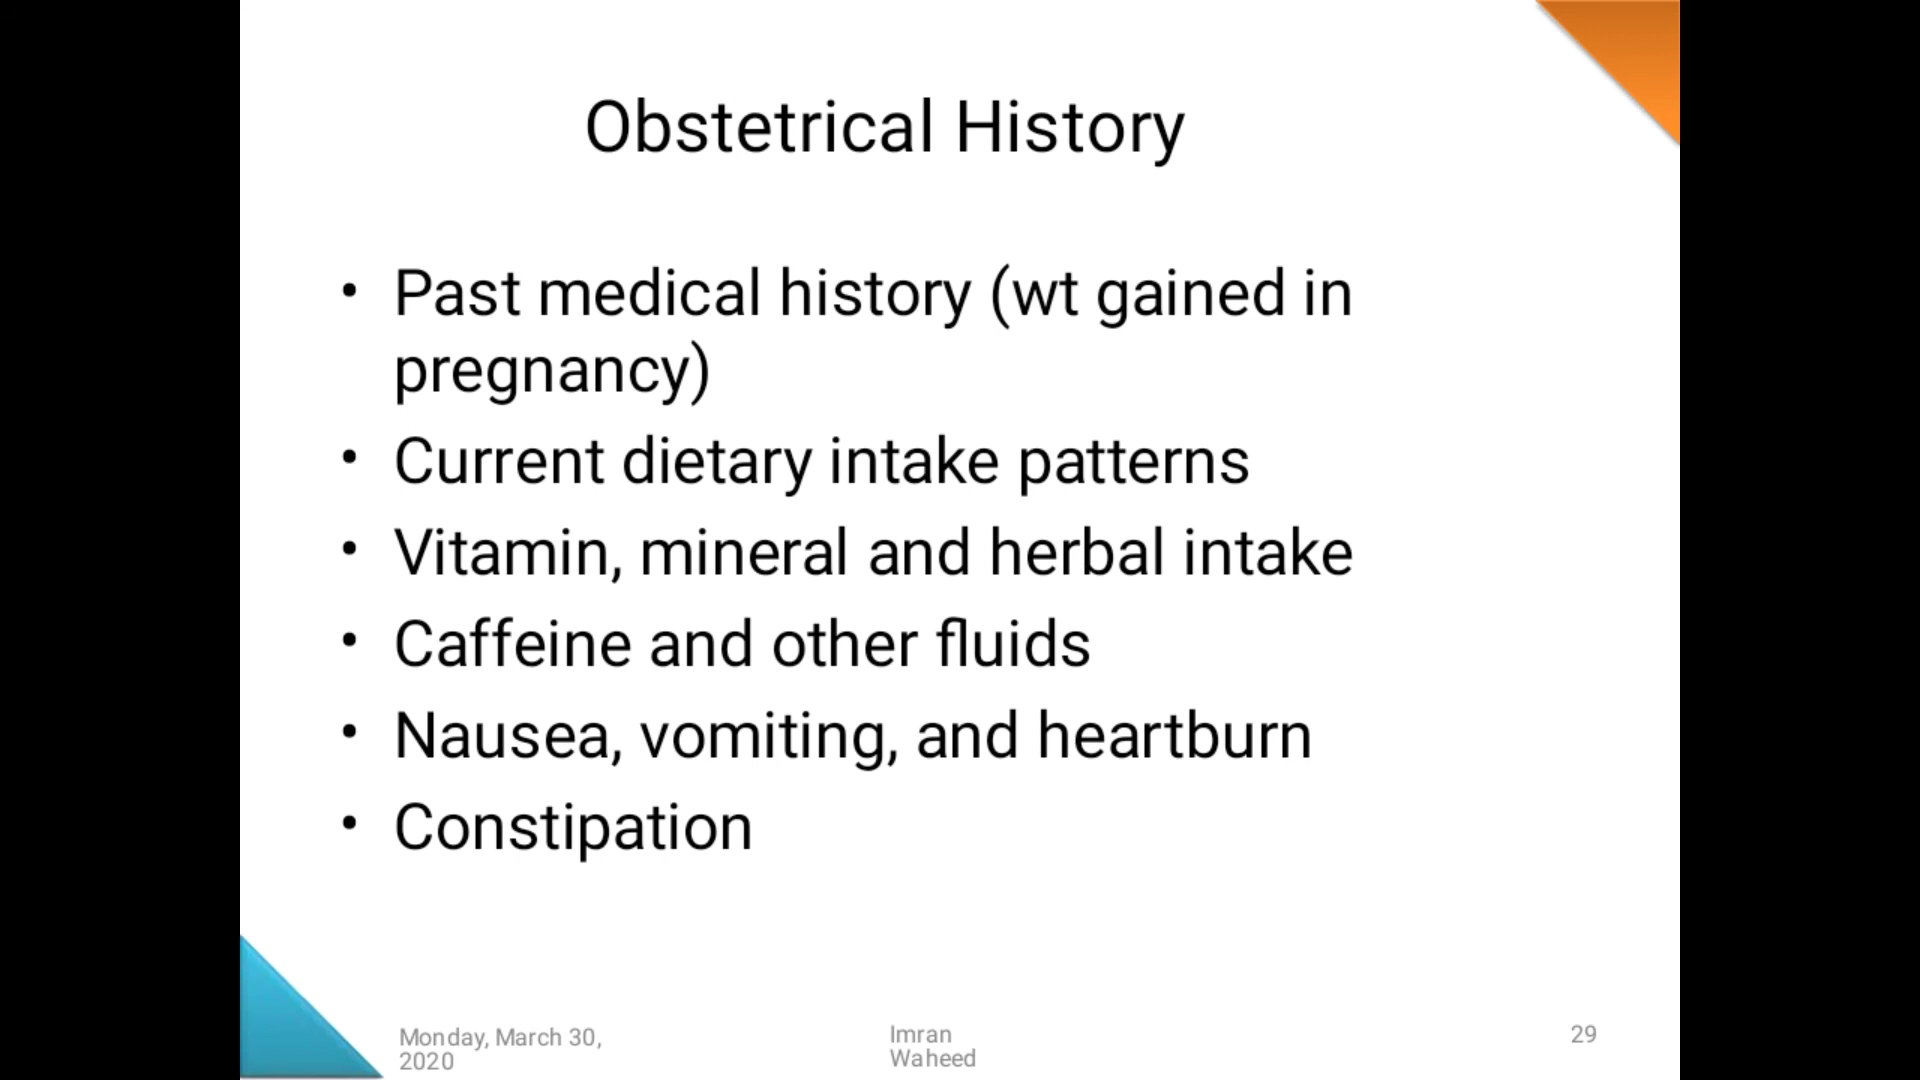 Obstetrical History
• Past medical history (wt gained in
pregnancy)
• Current dietary intake patterns
• Vitamin, mineral and herbal intake
• Caffeine and other fluids
• Nausea, vomiting, and heartburn
• Constipation
Monday, March 30,
2020
Imran
Waheed
29